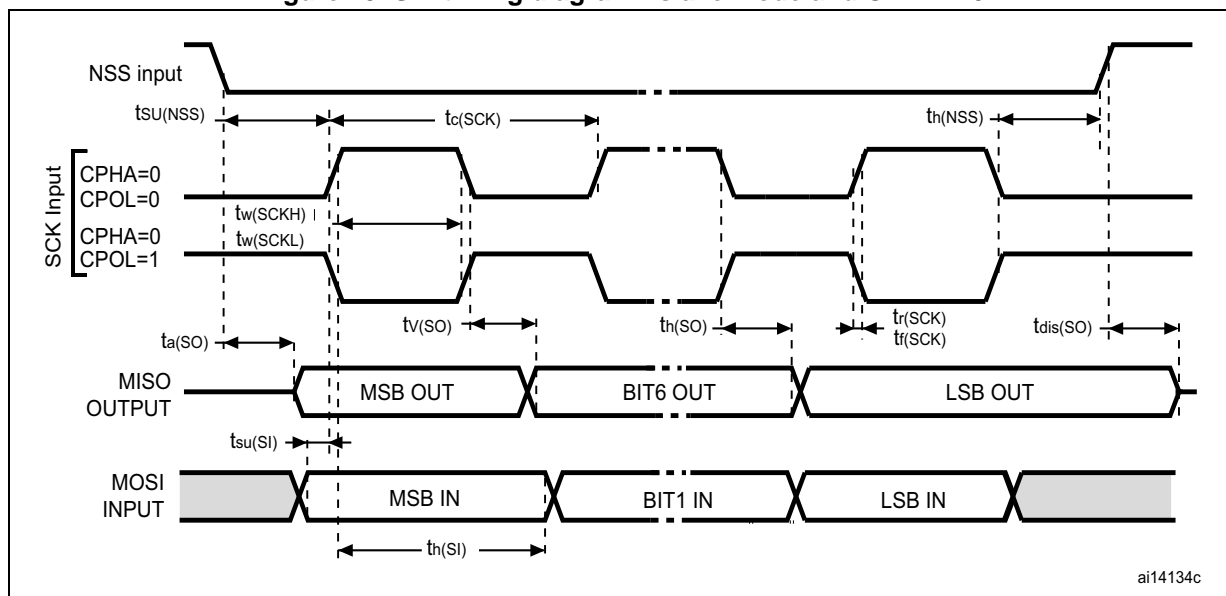 NSS input
tSU(NSS)
tc(SCK)
th(NSS)
SCK Input
CPHA=0
CPOL=0
tw(SCKH)
CPHA=0
tw(SCKL)
CPOL=1
tV(SO)
th(SO)
tr(SCK)
tf(SCK)
tdis(SO)
ta(SO)
MISO
OUTPUT
MSB OUT
BIT6 OUT
LSB OUT
tsu(SI)
MOSI
INPUT
MSB IN
BIT1 IN
LSB IN
th(SI)
ai14134c